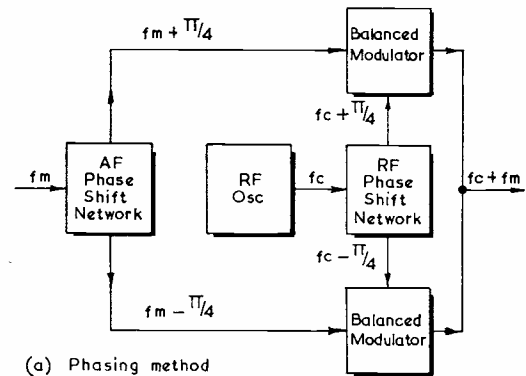 fm + π/4
Balanced
Modulator
fc + π/4
AF
Phase
Shift
Network
fm
RF
Osc
fc
RF
Phase
Shift
Network
fc + fm
fc - π/4
fm - π/4
Balanced
Modulator
(a) Phasing method